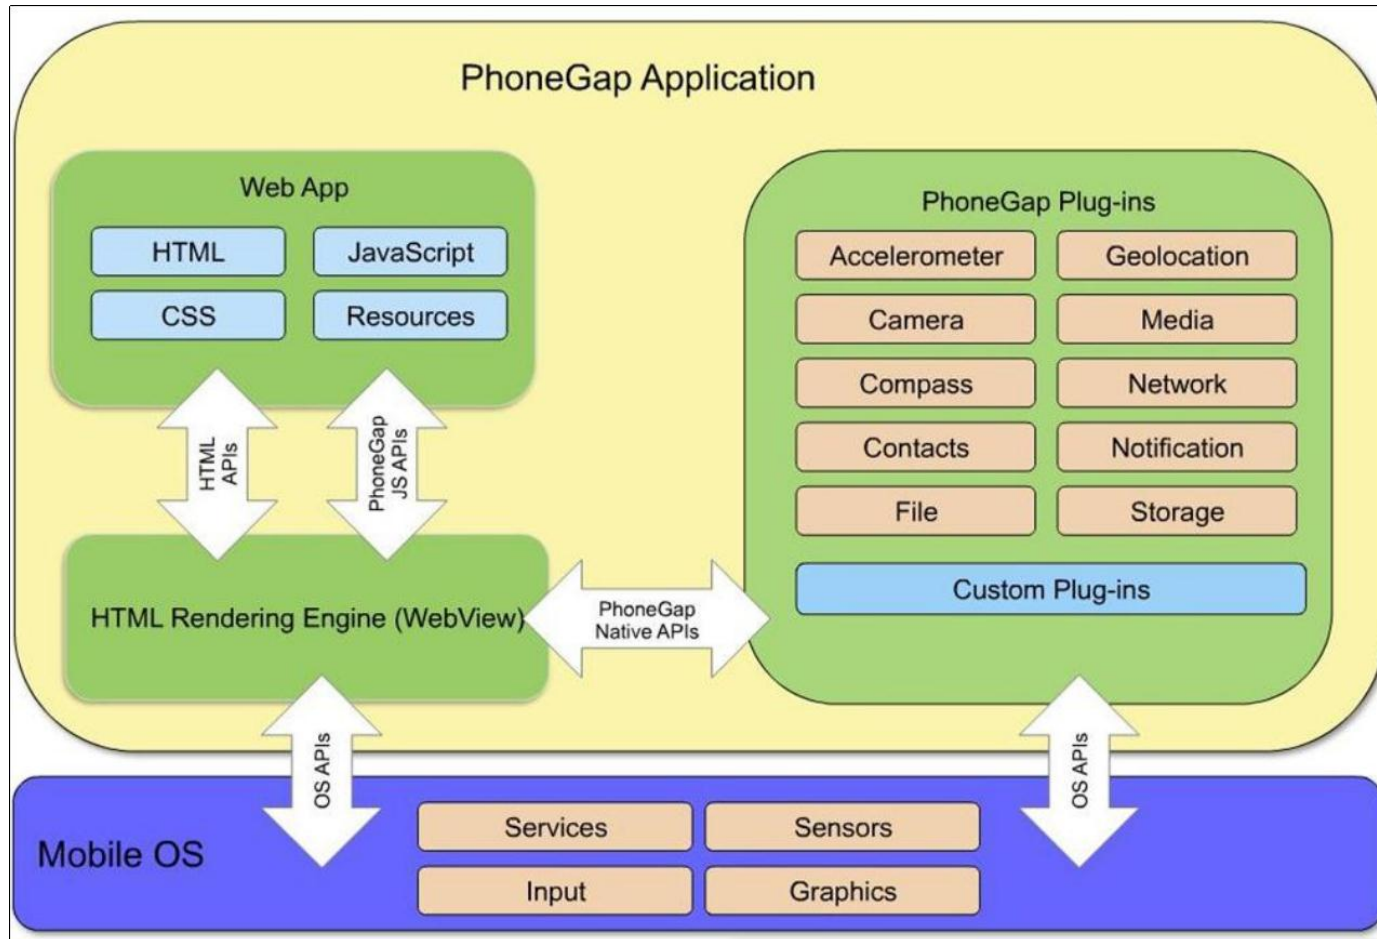 PhoneGap Application
Web App
HTML
JavaScript
CSS
Resources
HTML
APIs
PhoneGap
JS APIs
HTML Rendering Engine (WebView)
PhoneGap
Native APIs
PhoneGap Plug-ins
Accelerometer
Geolocation
Camera
Media
Compass
Network
Contacts
Notification
File
Storage
Custom Plug-ins
OS APIs
OS APIs
Mobile OS
Services
Sensors
Input
Graphics